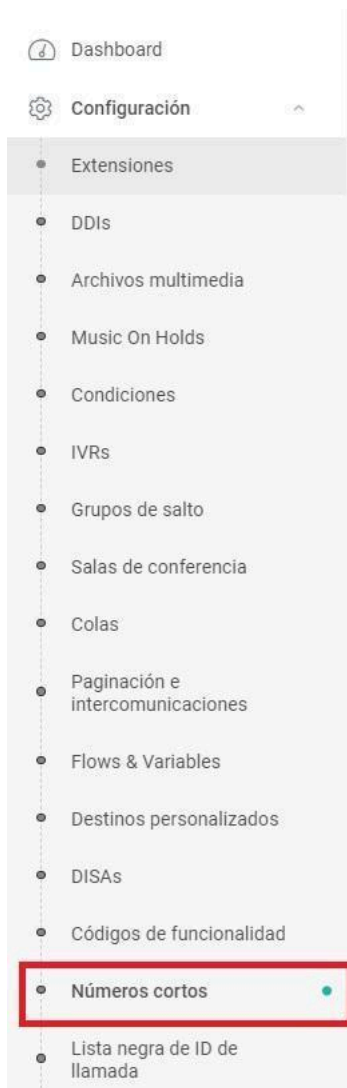 Dashboard
Configuración
Extensiones
DDIs
Archivos multimedia
Music On Holds
Condiciones
IVRs
Grupos de salto
Salas de conferencia
Colas
Paginación e
intercomunicaciones
Flows & Variables
Destinos personalizados
DISAs
Códigos de funcionalidad
Números cortos
Lista negra de ID de
llamada